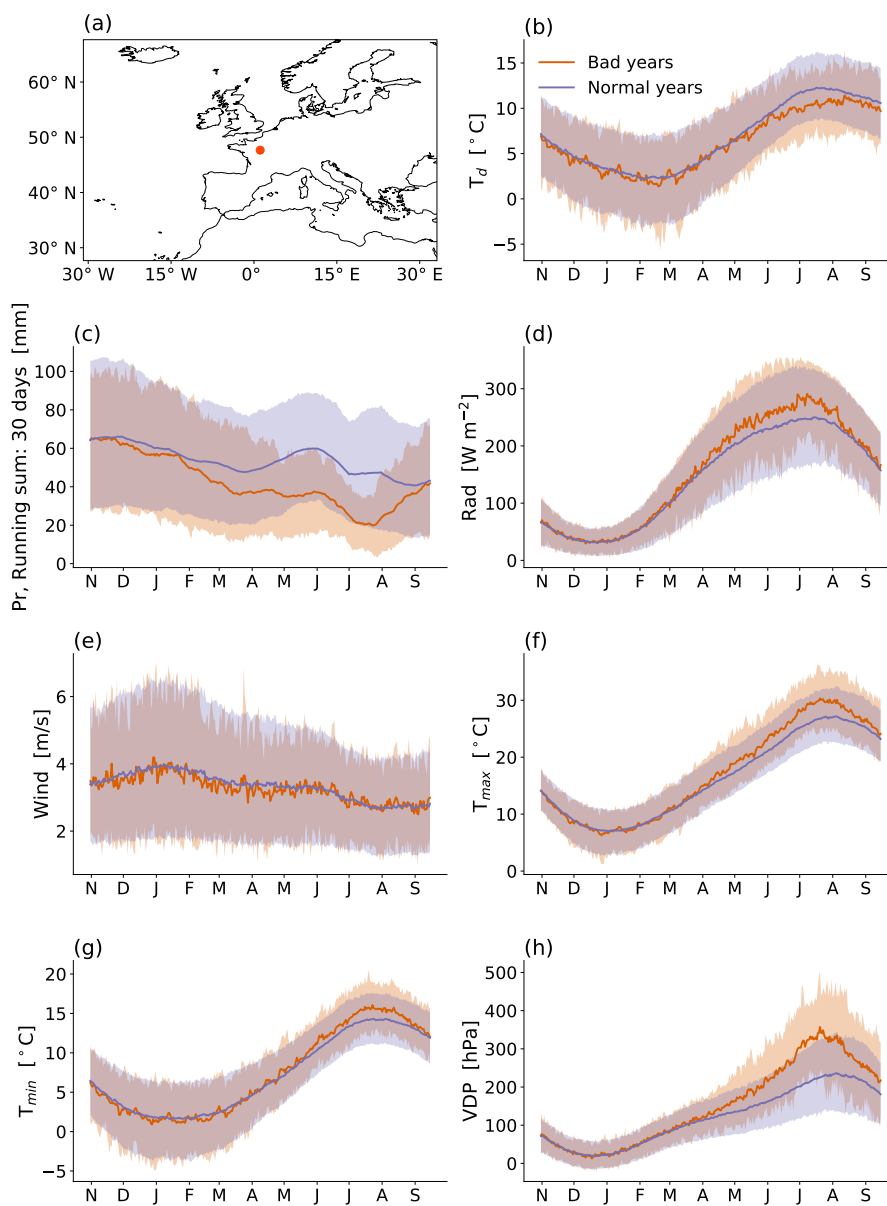 (a)
60° N
50° N
40° N
30° N
30° W
15° W
0°
15° E
30° E
(b)
Bad years
Normal years
T_d [°C]
15
10
5
0
−5
N D J F M A M J J A S
(c)
Pr, Running sum: 30 days [mm]
100
80
60
40
20
0
N D J F M A M J J A S
(d)
Rad [W m⁻²]
300
200
100
0
N D J F M A M J J A S
(e)
Wind [m/s]
6
4
2
N D J F M A M J J A S
(f)
T_max [°C]
30
20
10
0
N D J F M A M J J A S
(g)
T_min [°C]
20
15
10
5
0
−5
N D J F M A M J J A S
(h)
VDP [hPa]
500
400
300
200
100
0
N D J F M A M J J A S